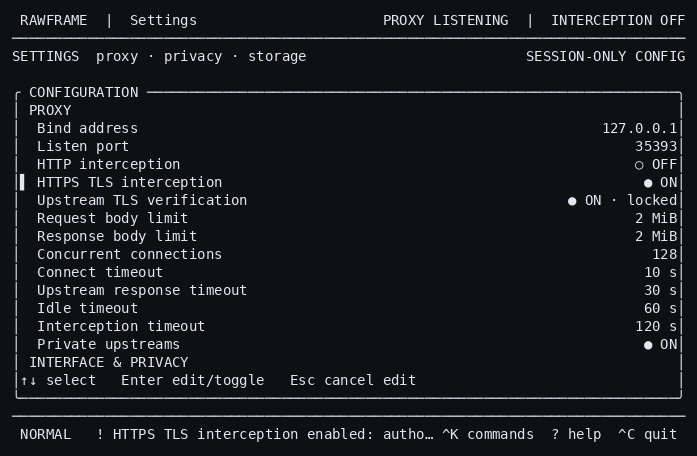 RAWFRAME | Settings PROXY LISTENING | INTERCEPTION OFF
SETTINGS proxy · privacy · storage SESSION-ONLY CONFIG
CONFIGURATION
PROXY
Bind address 127.0.0.1
Listen port 35393
HTTP interception ○ OFF
HTTPS TLS interception ● ON
Upstream TLS verification ● ON · locked
Request body limit 2 MiB
Response body limit 2 MiB
Concurrent connections 128
Connect timeout 10 s
Upstream response timeout 30 s
Idle timeout 60 s
Interception timeout 120 s
Private upstreams ● ON
INTERFACE & PRIVACY
↑↓ select Enter edit/toggle Esc cancel edit
NORMAL ! HTTPS TLS interception enabled: autho… ^K commands ? help ^C quit